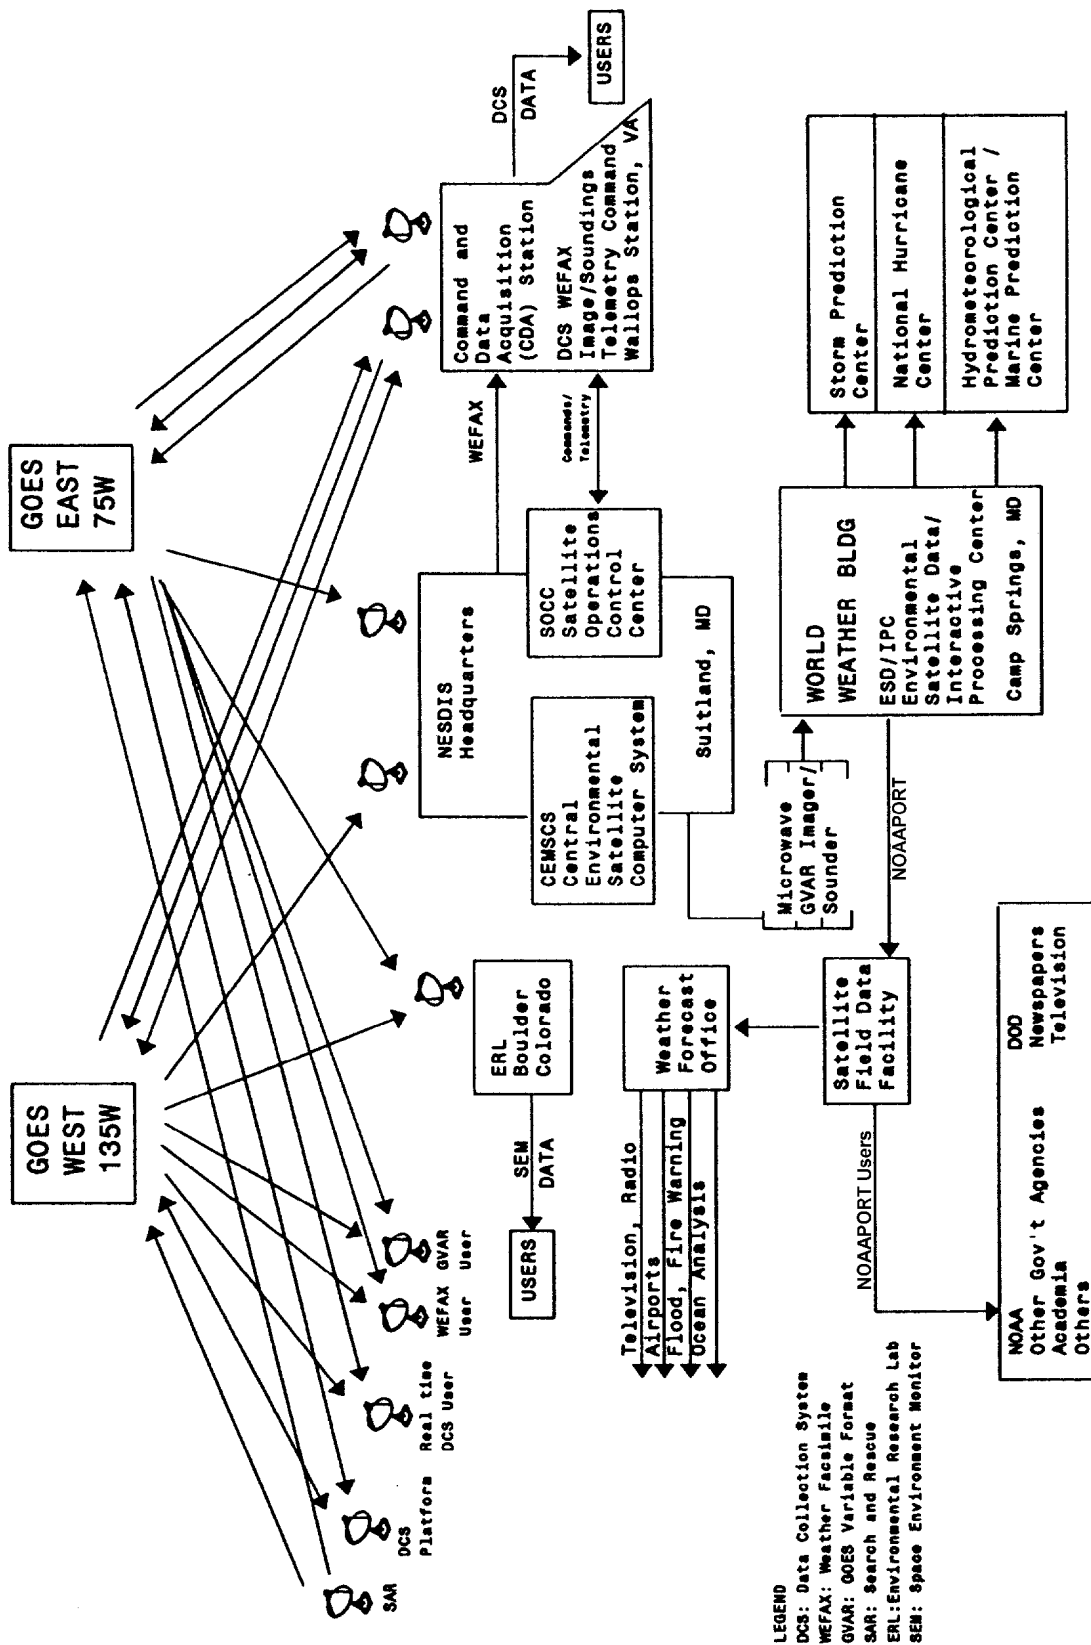 GOES
WEST
135W
GOES
EAST
75W
SAR
DCS
Platform
Real time
DCS User
WEFAX
User
GVAR
User
ERL
Boulder
Colorado
SEM
DATA
USERS
NESDIS
Headquarters
CEMSCS
Central
Environmental
Satellite
Computer System
SOCC
Satellite
Operations
Control
Center
Suitland, MD
WEFAX
Commands/
Telemetry
Command and
Data
Acquisition
(CDA) Station
DCS WEFAX
Image/Soundings
Telemetry Command
Wallops Station, VA
DCS
DATA
USERS
Television, Radio
Airports
Flood, Fire Warning
Ocean Analysis
Weather
Forecast
Office
Microwave
GVAR Imager/
Sounder
WORLD
WEATHER BLDG
ESD/IPC
Environmental
Satellite Data/
Interactive
Processing Center
Camp Springs, MD
Storm Prediction
Center
National Hurricane
Center
Hydrometeorological
Prediction Center /
Marine Prediction
Center
NOAAPORT
Satellite
Field Data
Facility
NOAAPORT Users
NOAA
Other Gov't Agencies
Academia
Others
DOD
Newspapers
Television
LEGEND
DCS: Data Collection System
WEFAX: Weather Facsimile
GVAR: GOES Variable Format
SAR: Search and Rescue
ERL:Environmental Research Lab
SEM: Space Environment Monitor